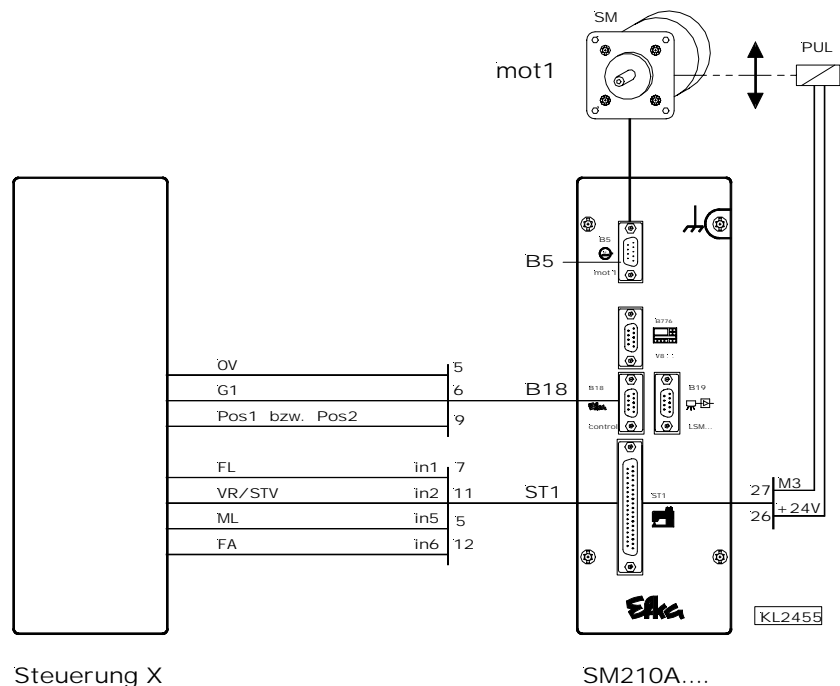 SM
PUL
mot1
B5
B5
mot 1
B776
V8
0V 5
G1 6 B18
Pos1 bzw. Pos2 9
B18
control
B19
LSM...
FL in1 7
VR/STV in2 11 ST1
ML in5 5
FA in6 12
ST1
27 M3
26 +24V
Efka
KL2455
Steuerung X
SM210A....